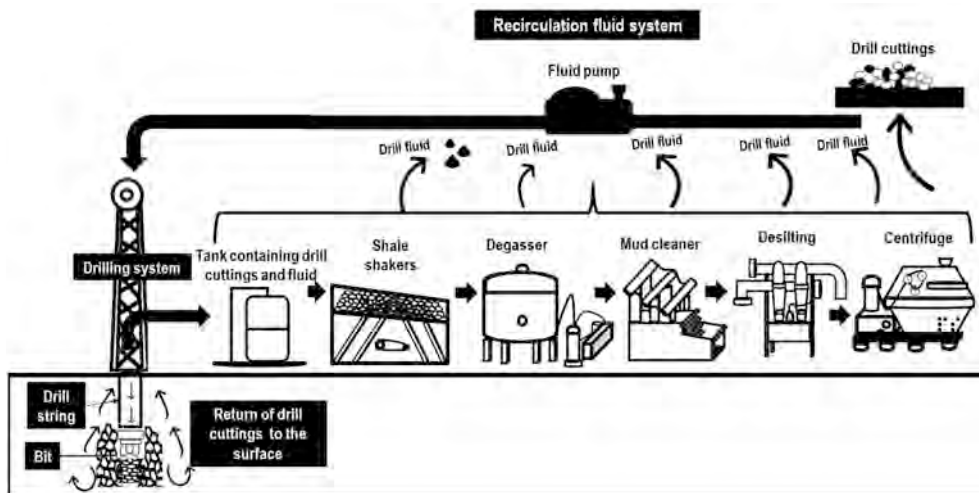 Recirculation fluid system
Drill cuttings
Fluid pump
Drill fluid
Drill fluid
Drill fluid
Drill fluid
Drill fluid
Drilling system
Tank containing drill
cuttings and fluid
Shale
shakers
Degasser
Mud cleaner
Desilting
Centrifuge
Drill
string
Bit
Return of drill
cuttings to the
surface